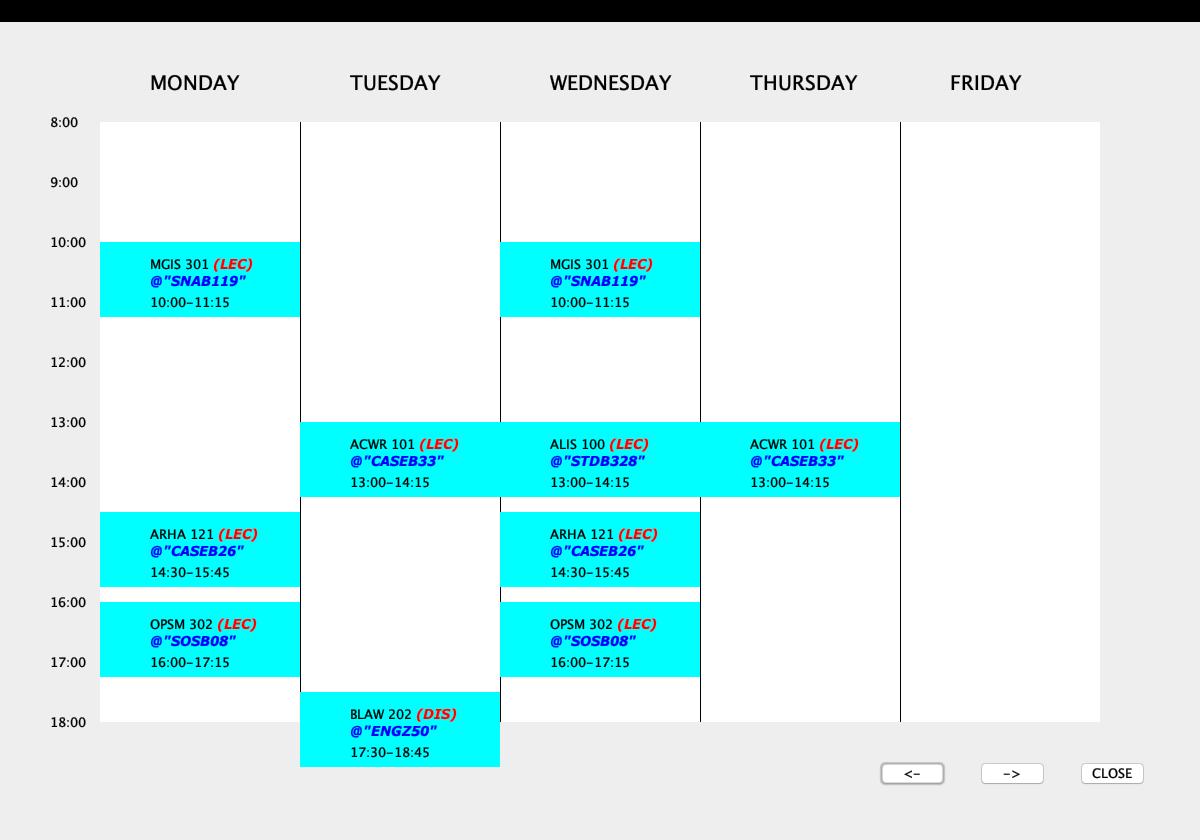 MONDAY TUESDAY WEDNESDAY THURSDAY FRIDAY
8:00
9:00
10:00
MGIS 301 (LEC) MGIS 301 (LEC)
@"SNAB119" @"SNAB119"
11:00 10:00-11:15 10:00-11:15
12:00
13:00
ACWR 101 (LEC) ALIS 100 (LEC) ACWR 101 (LEC)
@"CASEB33" @"STDB328" @"CASEB33"
14:00 13:00-14:15 13:00-14:15 13:00-14:15
ARHA 121 (LEC) ARHA 121 (LEC)
15:00 @"CASEB26" @"CASEB26"
14:30-15:45 14:30-15:45
16:00
OPSM 302 (LEC) OPSM 302 (LEC)
@"SOSB08" @"SOSB08"
17:00 16:00-17:15 16:00-17:15
BLAW 202 (DIS)
18:00 @"ENGZ50"
17:30-18:45
<- -> CLOSE